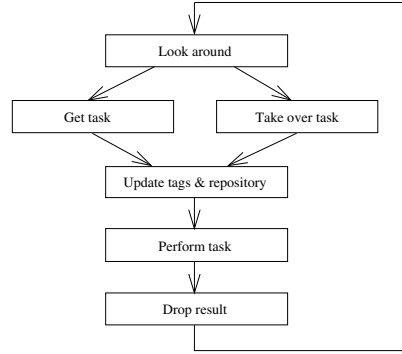 Look around
Get task
Take over task
Update tags & repository
Perform task
Drop result